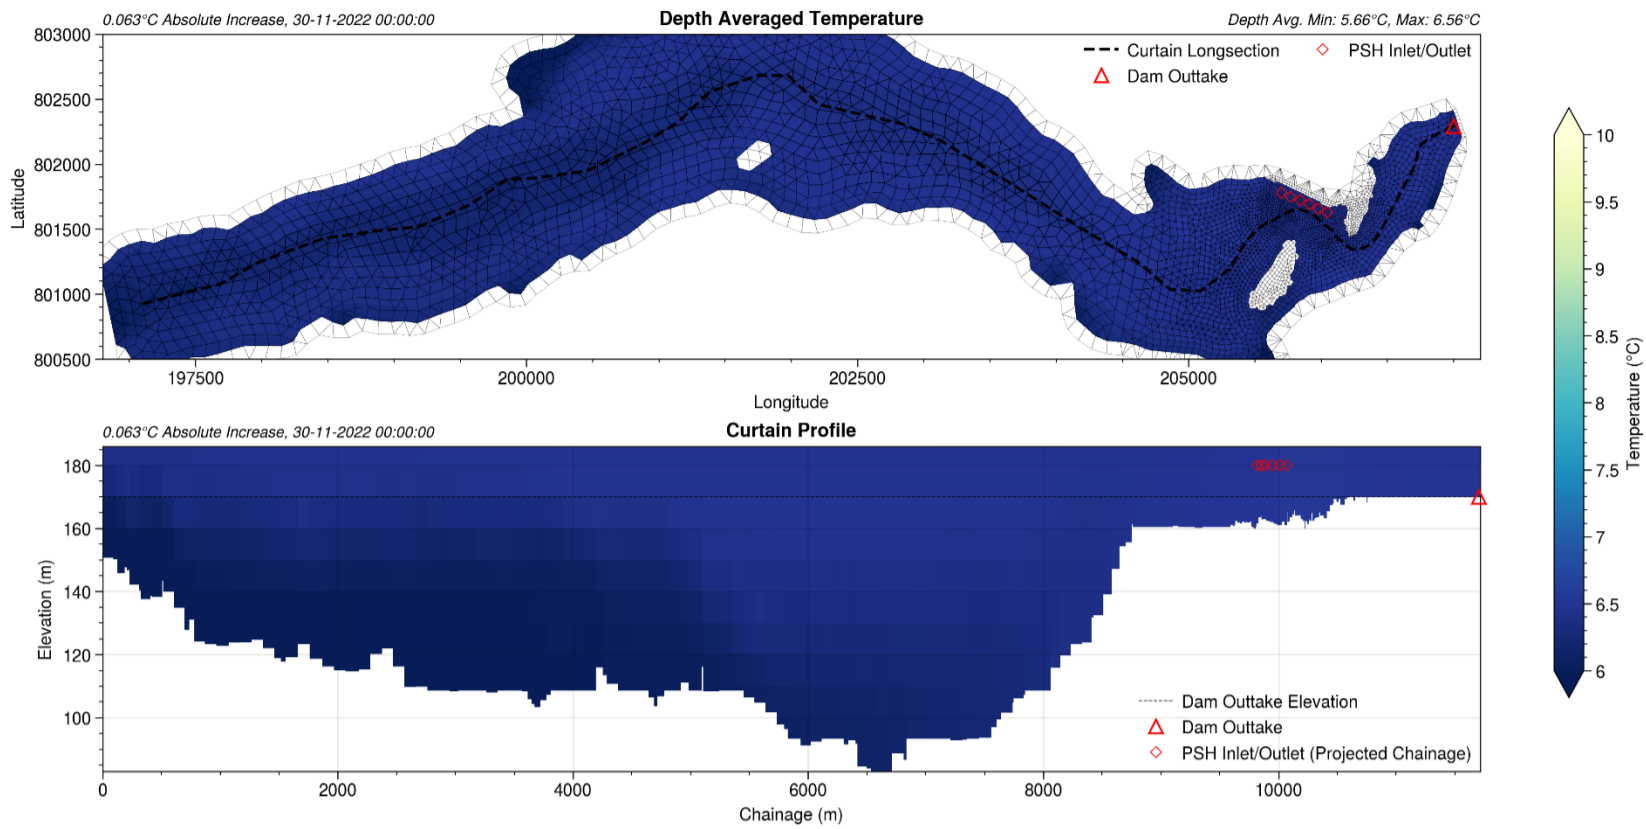 0.063°C Absolute Increase, 30-11-2022 00:00:00
Depth Averaged Temperature
Depth Avg. Min: 5.66°C, Max: 6.56°C
803000
802500
802000
801500
801000
800500
Latitude
Curtain Longsection
PSH Inlet/Outlet
Dam Outtake
197500
200000
202500
205000
Longitude
0.063°C Absolute Increase, 30-11-2022 00:00:00
Curtain Profile
180
160
140
120
100
Elevation (m)
Dam Outtake Elevation
Dam Outtake
PSH Inlet/Outlet (Projected Chainage)
0
2000
4000
6000
8000
10000
Chainage (m)
10
9.5
9
8.5
8
7.5
7
6.5
6
Temperature (°C)